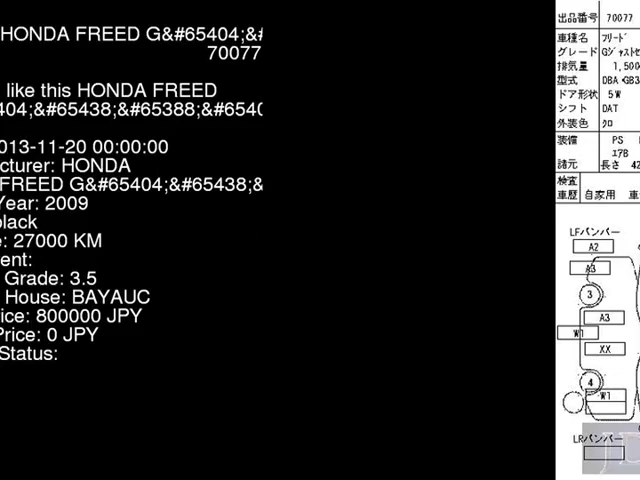 HONDA FREED G&#65404;&#
70077
like this HONDA FREED
404;&#65438;&#65388;&#6540
013-11-20 00:00:00
cturer: HONDA
FREED G&#65404;&#65438;&
Year: 2009
black
e: 27000 KM
ent:
Grade: 3.5
House: BAYAUC
ice: 800000 JPY
Price: 0 JPY
Status:
出品番号 70077
車種名 フリード
グレード Gジャストセ
排気量 1,500
型式 DBA-GB3
ドア形状 5W
シフト DAT
外装色 クロ
装備 PS
エアB
諸元 長さ 42
検査
車歴 自家用 車
LFバンパー
A2
A3
3
A3
W1
XX
4
W1
LRバンパー